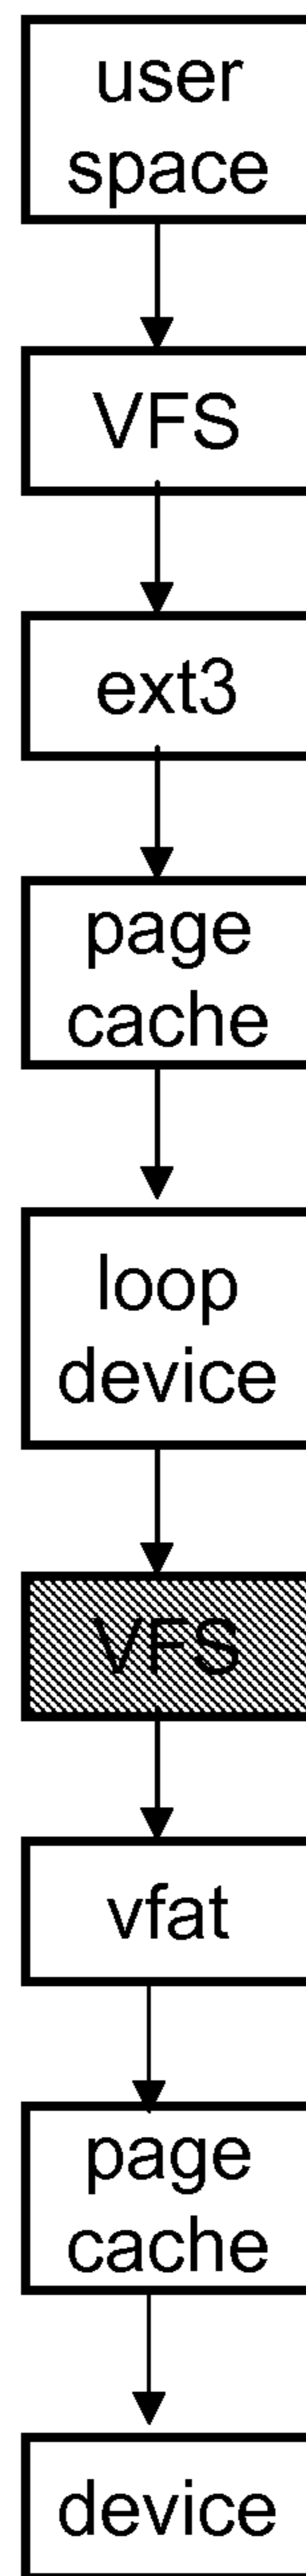 user
space
VFS
ext3
page
cache
loop
device
VFS
vfat
page
cache
device